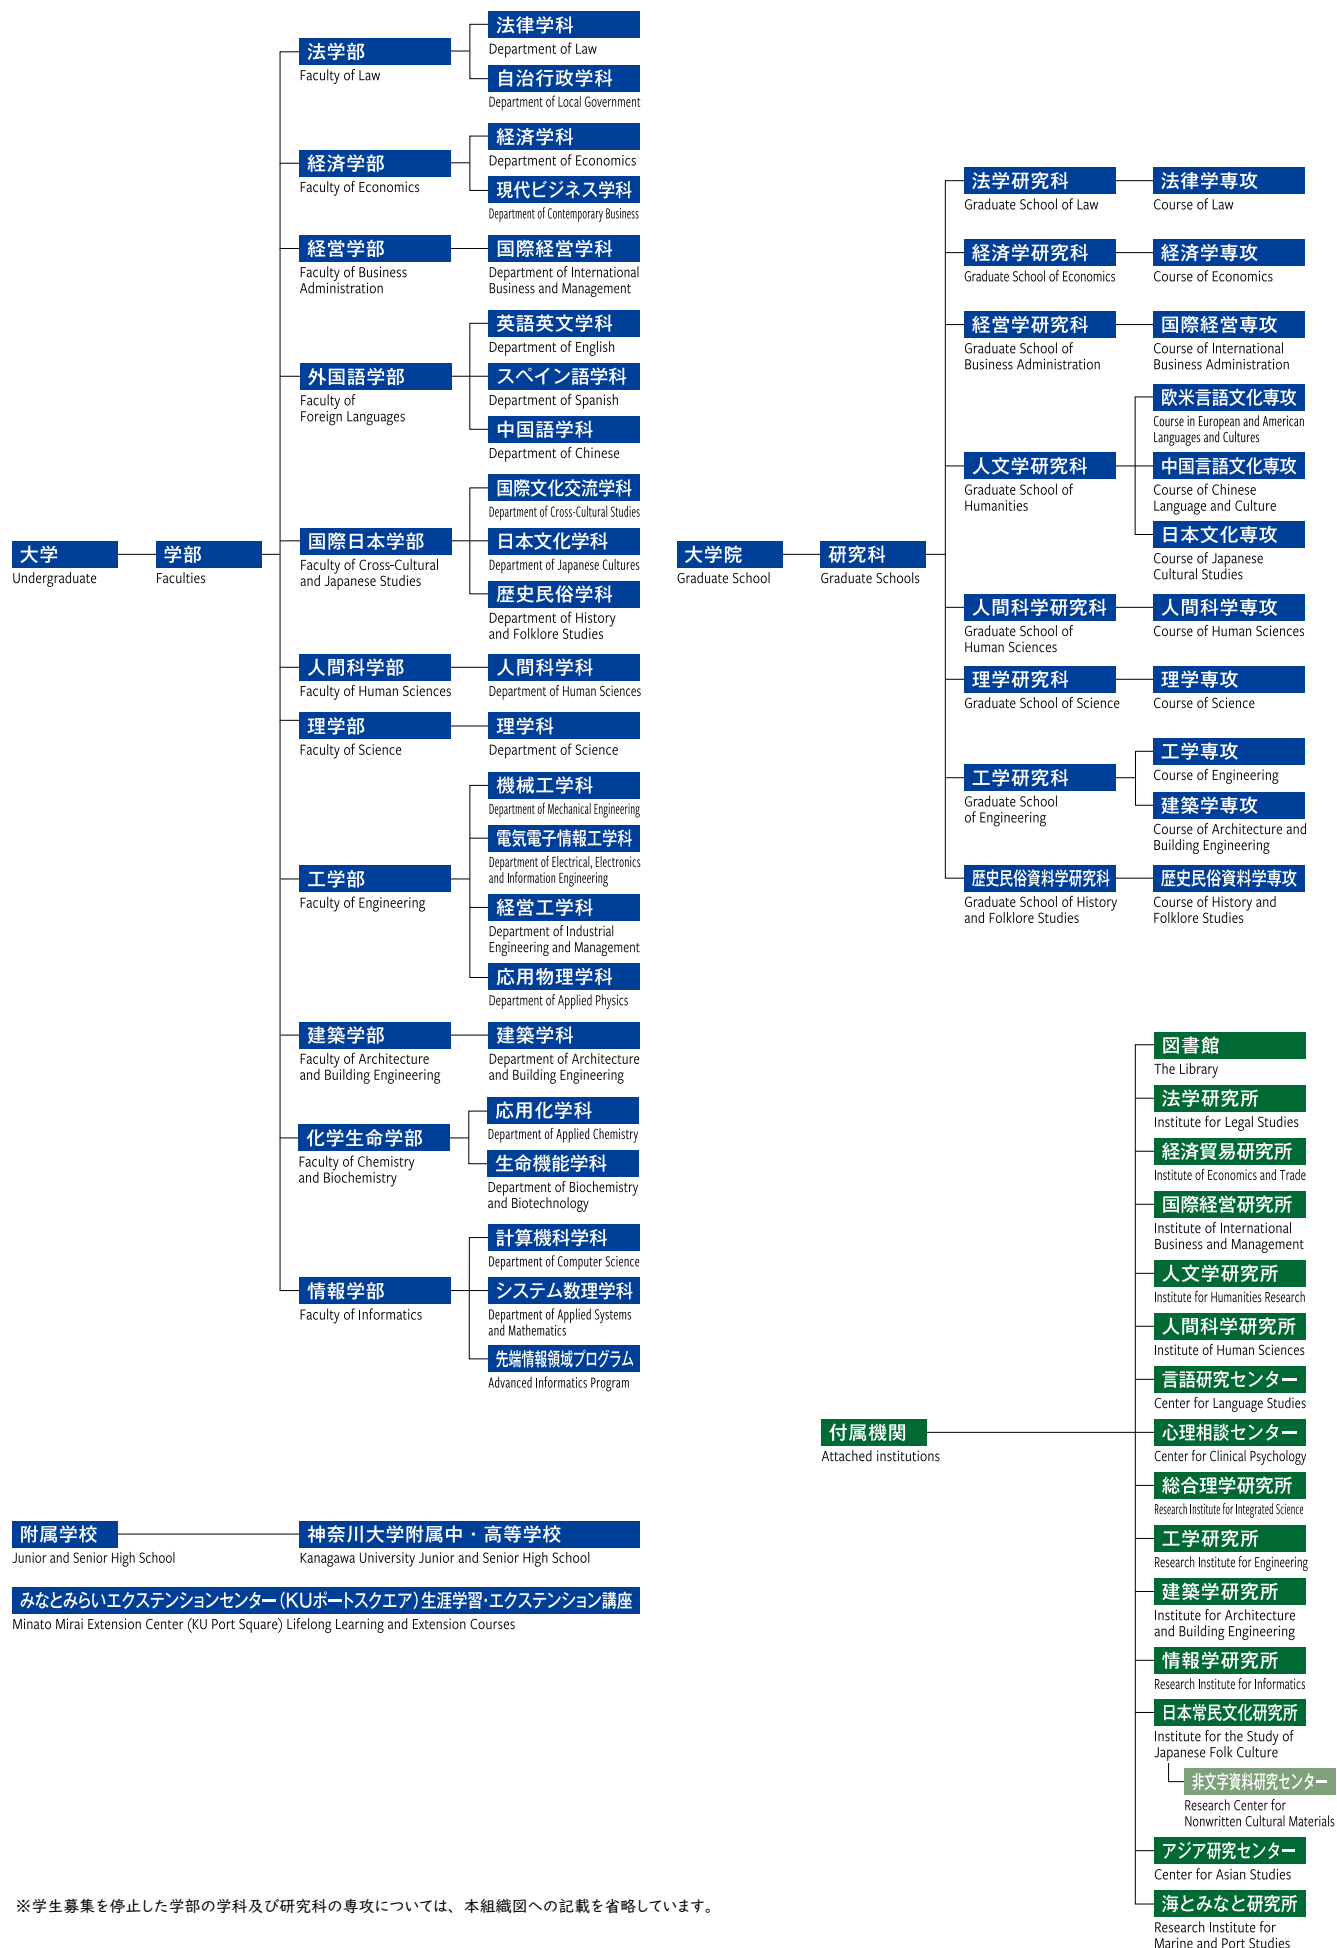 大学
Undergraduate
学部
Faculties
法学部
Faculty of Law
法律学科
Department of Law
自治行政学科
Department of Local Government
経済学部
Faculty of Economics
経済学科
Department of Economics
現代ビジネス学科
Department of Contemporary Business
経営学部
Faculty of Business
Administration
国際経営学科
Department of International
Business and Management
外国語学部
Faculty of
Foreign Languages
英語英文学科
Department of English
スペイン語学科
Department of Spanish
中国語学科
Department of Chinese
国際日本学部
Faculty of Cross-Cultural
and Japanese Studies
国際文化交流学科
Department of Cross-Cultural Studies
日本文化学科
Department of Japanese Cultures
歴史民俗学科
Department of History
and Folklore Studies
人間科学部
Faculty of Human Sciences
人間科学科
Department of Human Sciences
理学部
Faculty of Science
理学科
Department of Science
工学部
Faculty of Engineering
機械工学科
Department of Mechanical Engineering
電気電子情報工学科
Department of Electrical, Electronics
and Information Engineering
経営工学科
Department of Industrial
Engineering and Management
応用物理学科
Department of Applied Physics
建築学部
Faculty of Architecture
and Building Engineering
建築学科
Department of Architecture
and Building Engineering
化学生命学部
Faculty of Chemistry
and Biochemistry
応用化学科
Department of Applied Chemistry
生命機能学科
Department of Biochemistry
and Biotechnology
情報学部
Faculty of Informatics
計算機科学科
Department of Computer Science
システム数理学科
Department of Applied Systems
and Mathematics
先端情報領域プログラム
Advanced Informatics Program
大学院
Graduate School
研究科
Graduate Schools
法学研究科
Graduate School of Law
法律学専攻
Course of Law
経済学研究科
Graduate School of Economics
経済学専攻
Course of Economics
経営学研究科
Graduate School of
Business Administration
国際経営専攻
Course of International
Business Administration
人文学研究科
Graduate School of
Humanities
欧米言語文化専攻
Course in European and American
Languages and Cultures
中国言語文化専攻
Course of Chinese
Language and Culture
日本文化専攻
Course of Japanese
Cultural Studies
人間科学研究科
Graduate School of
Human Sciences
人間科学専攻
Course of Human Sciences
理学研究科
Graduate School of Science
理学専攻
Course of Science
工学研究科
Graduate School
of Engineering
工学専攻
Course of Engineering
建築学専攻
Course of Architecture and
Building Engineering
歴史民俗資料学研究科
Graduate School of History
and Folklore Studies
歴史民俗資料学専攻
Course of History and
Folklore Studies
付属機関
Attached institutions
図書館
The Library
法学研究所
Institute for Legal Studies
経済貿易研究所
Institute of Economics and Trade
国際経営研究所
Institute of International
Business and Management
人文学研究所
Institute for Humanities Research
人間科学研究所
Institute of Human Sciences
言語研究センター
Center for Language Studies
心理相談センター
Center for Clinical Psychology
総合理学研究所
Research Institute for Integrated Science
工学研究所
Research Institute for Engineering
建築学研究所
Institute for Architecture
and Building Engineering
情報学研究所
Research Institute for Informatics
日本常民文化研究所
Institute for the Study of
Japanese Folk Culture
非文字資料研究センター
Research Center for
Nonwritten Cultural Materials
アジア研究センター
Center for Asian Studies
海とみなと研究所
Research Institute for
Marine and Port Studies
附属学校
Junior and Senior High School
神奈川大学附属中・高等学校
Kanagawa University Junior and Senior High School
みなとみらいエクステンションセンター(KUポートスクエア)生涯学習・エクステンション講座
Minato Mirai Extension Center (KU Port Square) Lifelong Learning and Extension Courses
※学生募集を停止した学部の学科及び研究科の専攻については、本組織図への記載を省略しています。